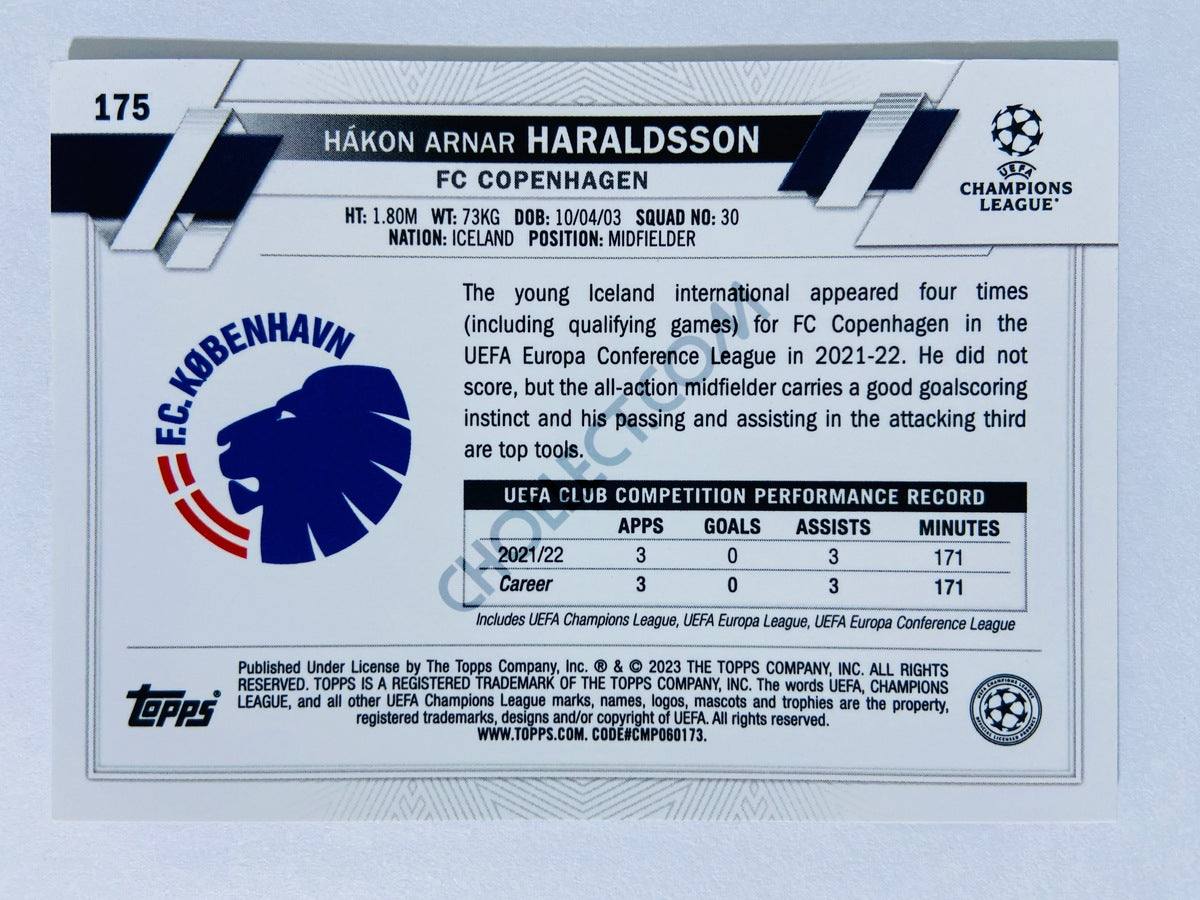 175
HÁKON ARNAR HARALDSSON
FC COPENHAGEN
HT: 1.80M WT: 73KG DOB: 10/04/03 SQUAD NO: 30
NATION: ICELAND POSITION: MIDFIELDER
UEFA
CHAMPIONS
LEAGUE®
F.C. KØBENHAVN
The young Iceland international appeared four times
(including qualifying games) for FC Copenhagen in the
UEFA Europa Conference League in 2021-22. He did not
score, but the all-action midfielder carries a good goalscoring
instinct and his passing and assisting in the attacking third
are top tools.
UEFA CLUB COMPETITION PERFORMANCE RECORD
APPS GOALS ASSISTS MINUTES
2021/22 3 0 3 171
Career 3 0 3 171
Includes UEFA Champions League, UEFA Europa League, UEFA Europa Conference League
CHOLLECT.COM
Topps®
Published Under License by The Topps Company, Inc. ® & © 2023 THE TOPPS COMPANY, INC. ALL RIGHTS
RESERVED. TOPPS IS A REGISTERED TRADEMARK OF THE TOPPS COMPANY, INC. The words UEFA, CHAMPIONS
LEAGUE, and all other UEFA Champions League marks, names, logos, mascots and trophies are the property,
registered trademarks, designs and/or copyright of UEFA. All rights reserved.
WWW.TOPPS.COM. CODE#CMP060173.
UEFA CHAMPIONS LEAGUE
OFFICIAL LICENSED PRODUCT